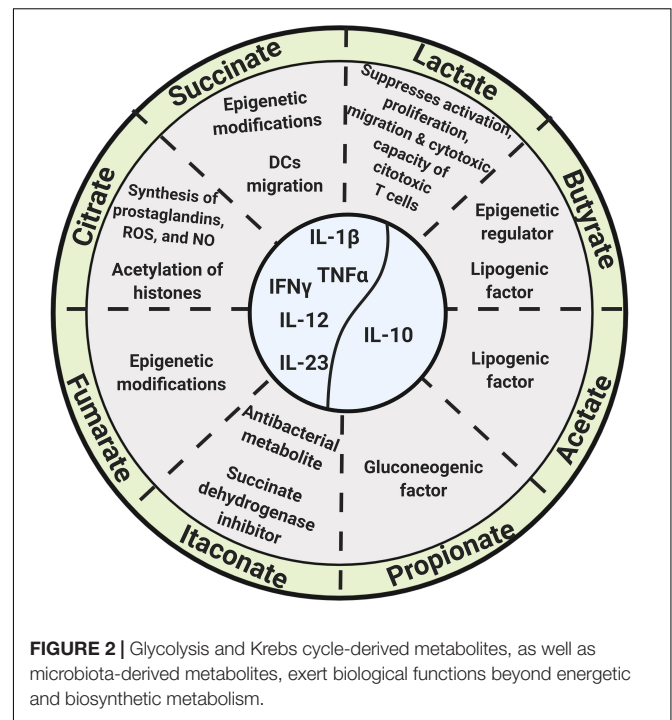 Succinate
Lactate
Butyrate
Acetate
Propionate
Itaconate
Fumarate
Citrate
Epigenetic
modifications
DCs
migration
Suppresses activation,
proliferation,
migration & cytotoxic
capacity of
citotoxic
T cells
Epigenetic
regulator
Lipogenic
factor
Lipogenic
factor
Gluconeogenic
factor
Antibacterial
metabolite
Succinate
dehydrogenase
inhibitor
Epigenetic
modifications
Synthesis of
prostaglandins,
ROS, and NO
Acetylation of
histones
IL-1β
IFNγ TNFα
IL-12
IL-23
IL-10
FIGURE 2 | Glycolysis and Krebs cycle-derived metabolites, as well as
microbiota-derived metabolites, exert biological functions beyond energetic
and biosynthetic metabolism.